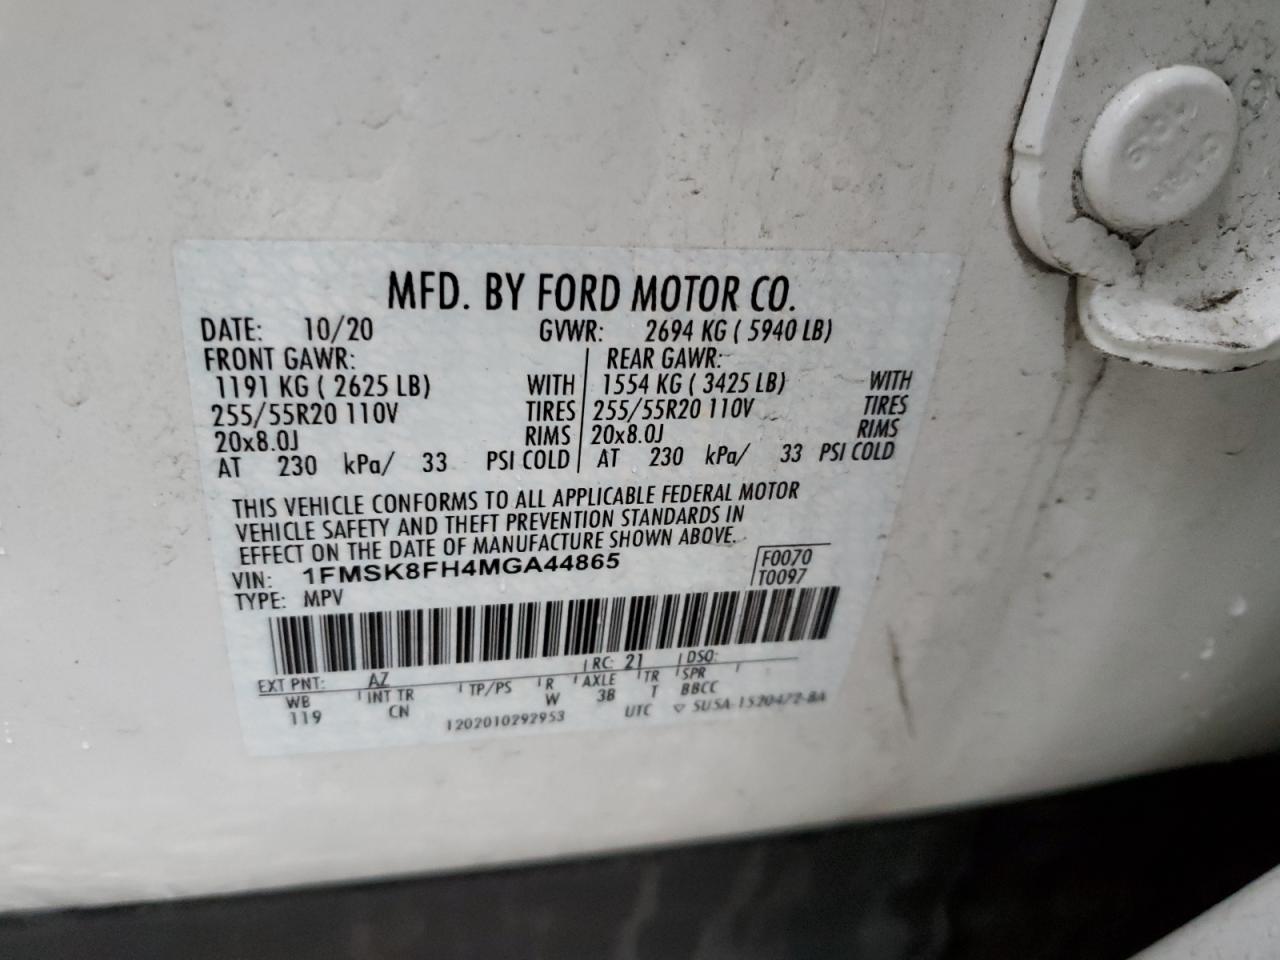 MFD. BY FORD MOTOR CO.
DATE: 10/20 GVWR: 2694 KG ( 5940 LB)
FRONT GAWR: REAR GAWR:
1191 KG ( 2625 LB) WITH 1554 KG ( 3425 LB) WITH
255/55R20 110V TIRES 255/55R20 110V TIRES
20x8.0J RIMS 20x8.0J RIMS
AT 230 kPa/ 33 PSI COLD AT 230 kPa/ 33 PSI COLD
THIS VEHICLE CONFORMS TO ALL APPLICABLE FEDERAL MOTOR
VEHICLE SAFETY AND THEFT PREVENTION STANDARDS IN
EFFECT ON THE DATE OF MANUFACTURE SHOWN ABOVE.
VIN: 1FMSK8FH4MGA44865 F0070
TYPE: MPV T0097
EXT PNT: AZ RC: 21 DSO:
WB INT TR TP/PS R AXLE TR SPR
119 CN W 3B T BBCC
1202010292953 UTC ▽ SU5A-1520472-BA